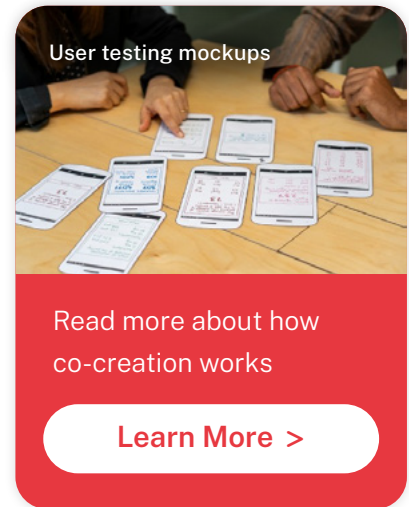 User testing mockups
Read more about how
co-creation works
Learn More >